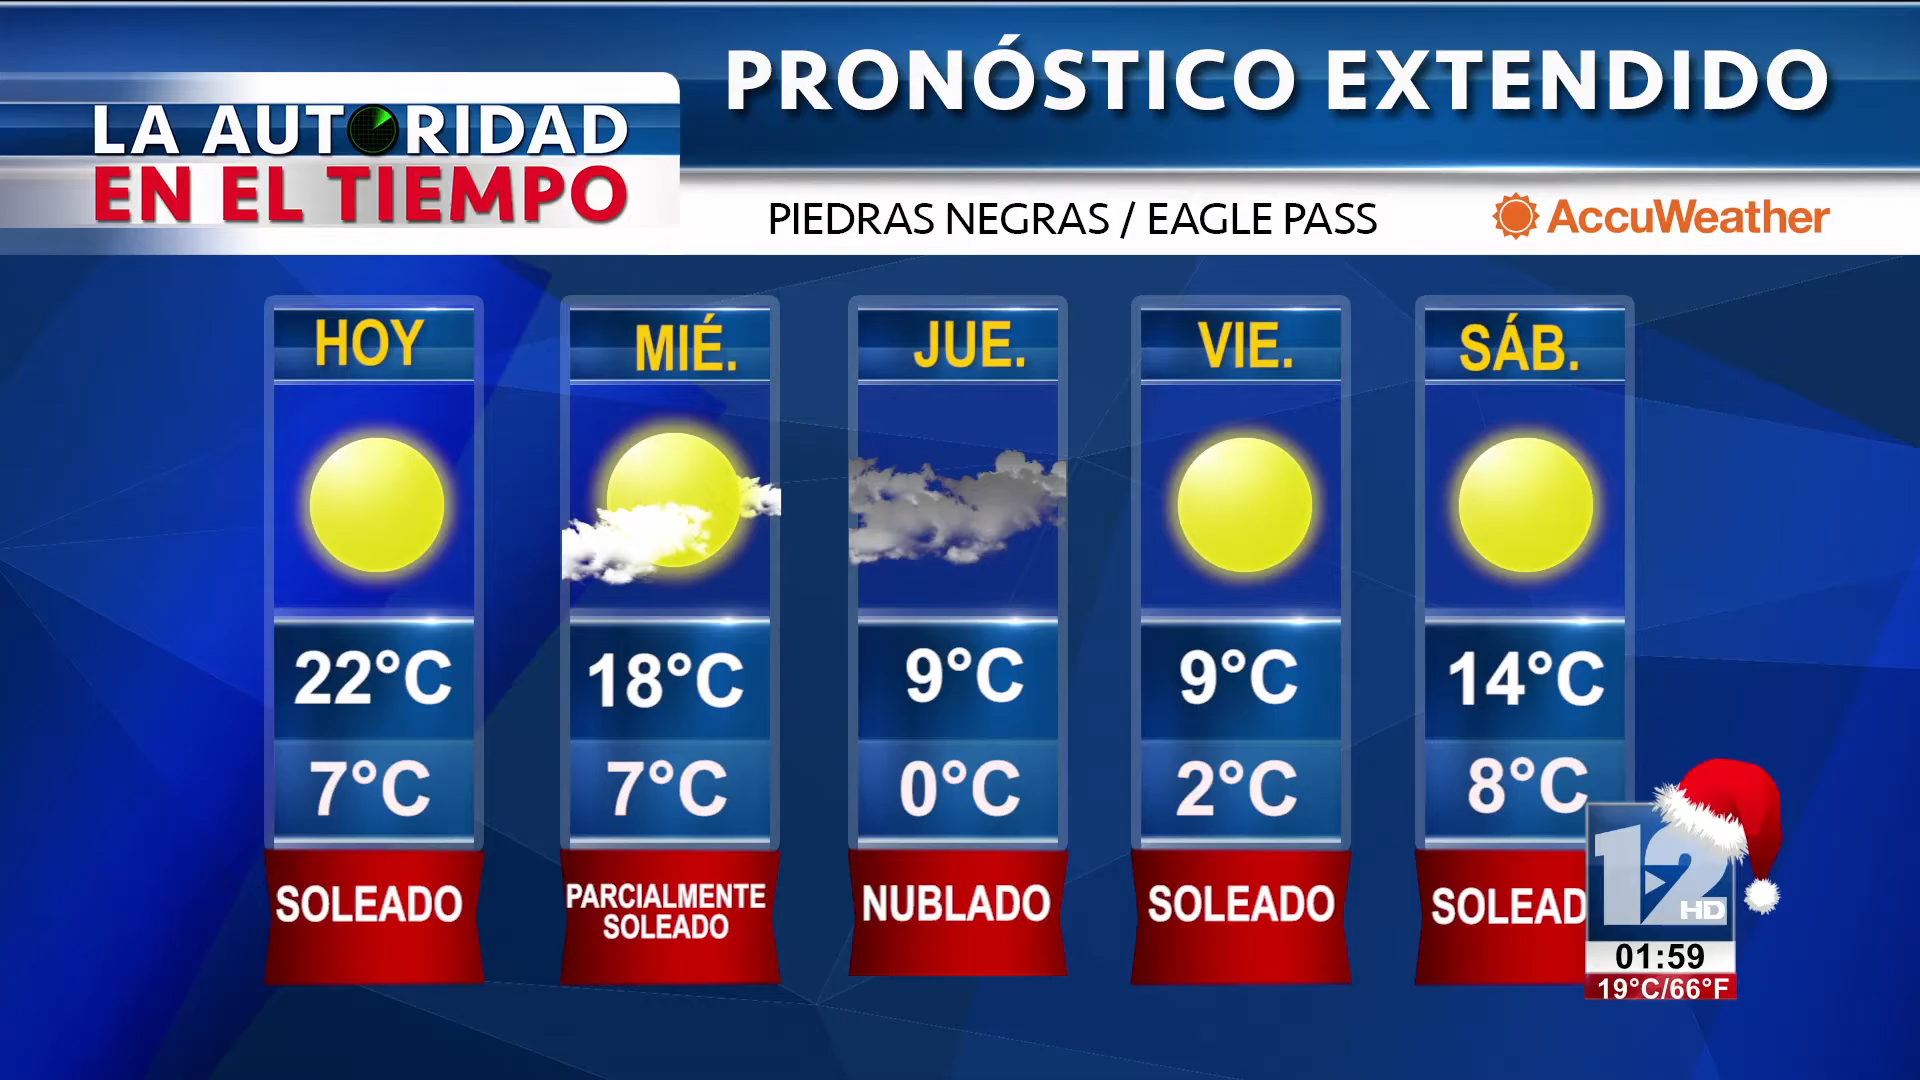 PRONÓSTICO EXTENDIDO
LA AUTORIDAD
EN EL TIEMPO
PIEDRAS NEGRAS / EAGLE PASS
AccuWeather
HOY
22°C
7°C
SOLEADO
MIÉ.
18°C
7°C
PARCIALMENTE
SOLEADO
JUE.
9°C
0°C
NUBLADO
VIE.
9°C
2°C
SOLEADO
SÁB.
14°C
8°C
SOLEAD
12
HD
01:59
19°C/66°F